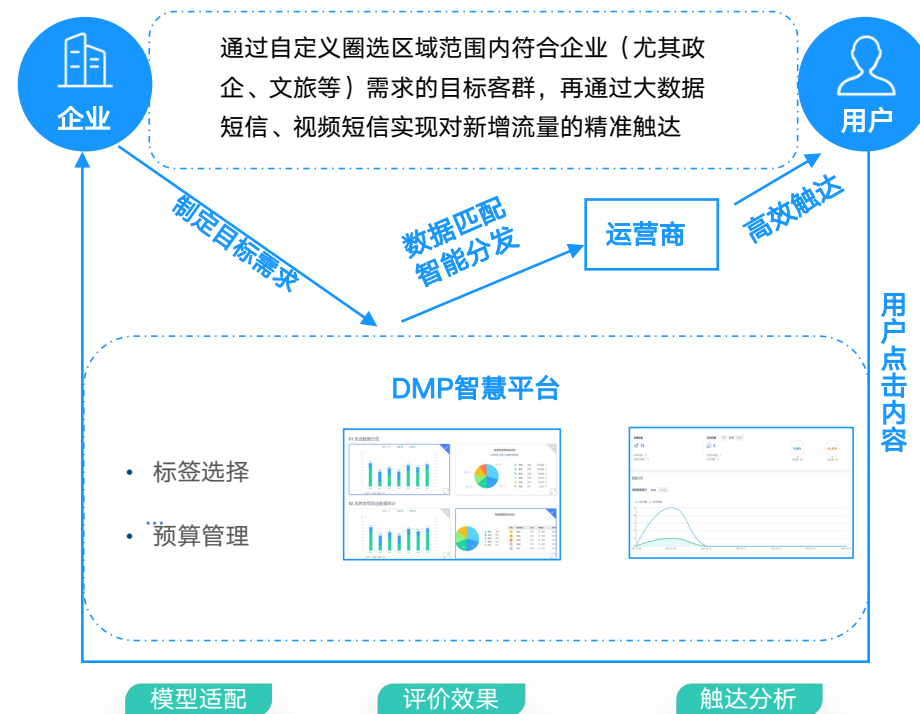 通过自定义圈选区域范围内符合企业（尤其政
企、文旅等）需求的目标客群，再通过大数据
短信、视频短信实现对新增流量的精准触达
企业
用户
制定目标需求
数据匹配
智能分发
运营商
高效触达
用户点击内容
DMP智慧平台
• 标签选择
...
• 预算管理
模型适配
评价效果
触达分析